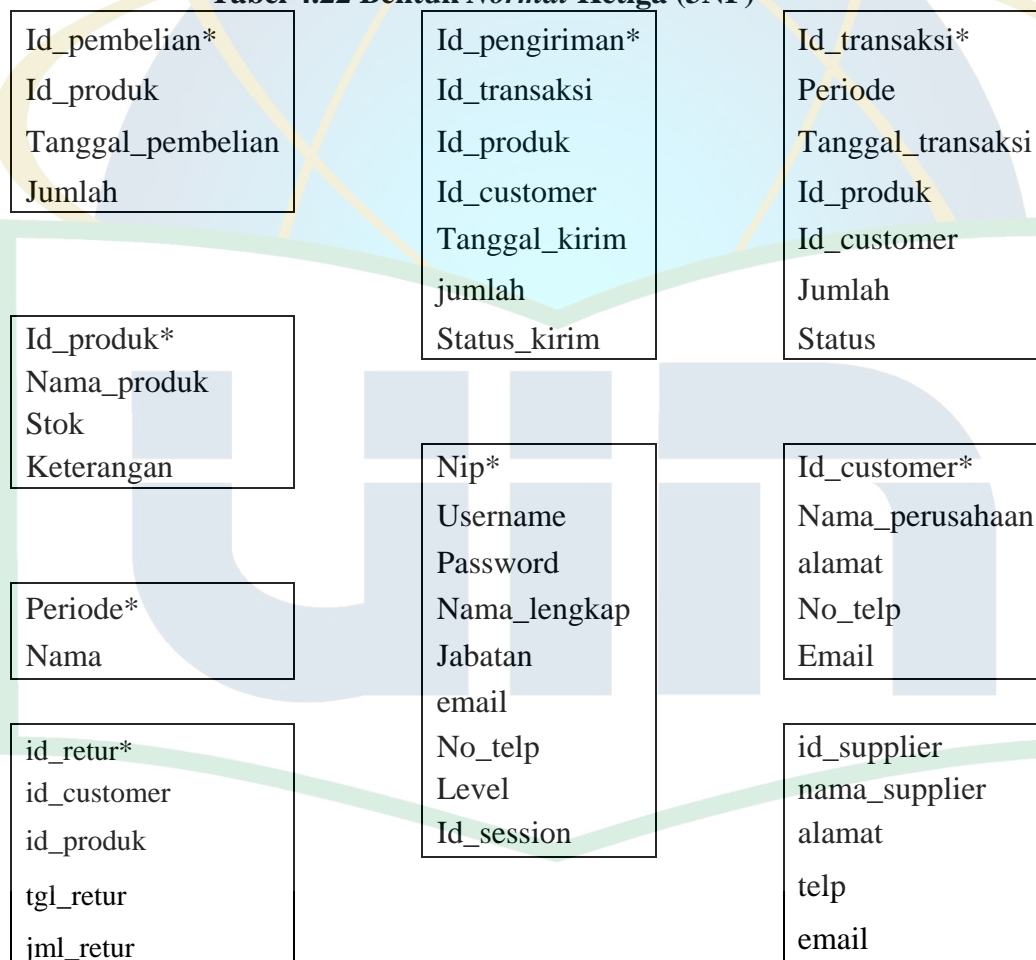 Tabel 4.22 Bentuk Normal Ketiga (3NF)
Id_pembelian*
Id_produk
Tanggal_pembelian
Jumlah
Id_pengiriman*
Id_transaksi
Id_produk
Id_customer
Tanggal_kirim
jumlah
Status_kirim
Id_transaksi*
Periode
Tanggal_transaksi
Id_produk
Id_customer
Jumlah
Status
Id_produk*
Nama_produk
Stok
Keterangan
Nip*
Username
Password
Nama_lengkap
Jabatan
email
No_telp
Level
Id_session
Id_customer*
Nama_perusahaan
alamat
No_telp
Email
Periode*
Nama
id_retur*
id_customer
id_produk
tgl_retur
jml_retur
id_supplier
nama_supplier
alamat
telp
email
uin